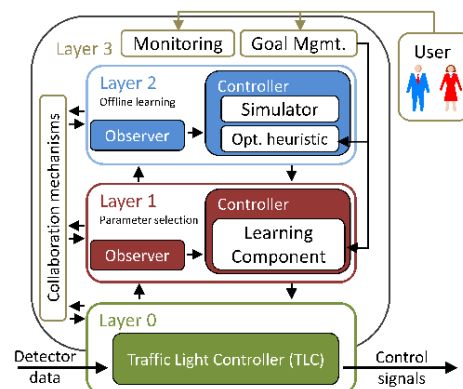 Layer 3
Monitoring
Goal Mgmt.
User
Layer 2
Offline learning
Observer
Controller
Simulator
Opt. heuristic
Collaboration mechanisms
Layer 1
Parameter selection
Observer
Controller
Learning
Component
Layer 0
Detector
data
Traffic Light Controller (TLC)
Control
signals